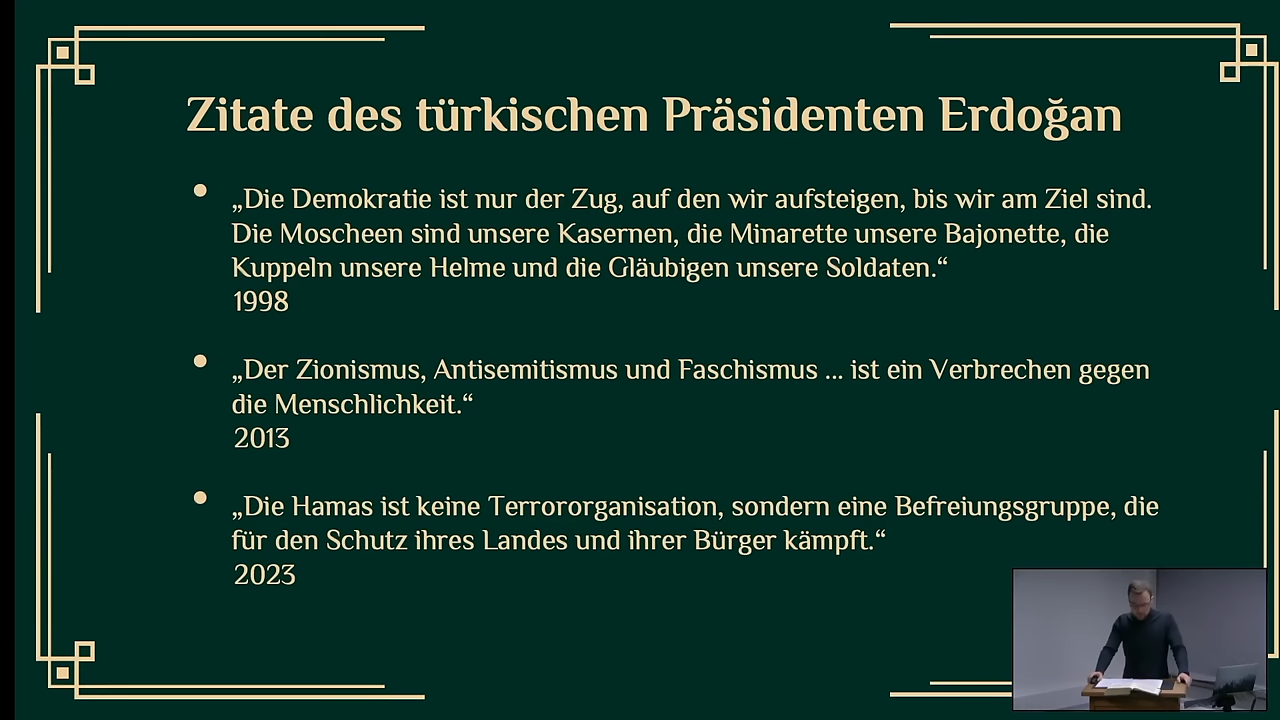 Zitate des türkischen Präsidenten Erdoğan
„Die Demokratie ist nur der Zug, auf den wir aufsteigen, bis wir am Ziel sind.
Die Moscheen sind unsere Kasernen, die Minarette unsere Bajonette, die
Kuppeln unsere Helme und die Gläubigen unsere Soldaten.“
1998
„Der Zionismus, Antisemitismus und Faschismus ... ist ein Verbrechen gegen
die Menschlichkeit.“
2013
„Die Hamas ist keine Terrororganisation, sondern eine Befreiungsgruppe, die
für den Schutz ihres Landes und ihrer Bürger kämpft.“
2023